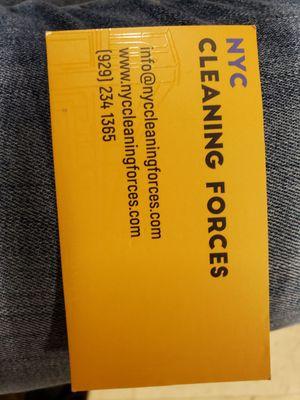 NYC
CLEANING FORCES
info@nyccleaningforces.com
www.nyccleaningforces.com
(929) 234 1365